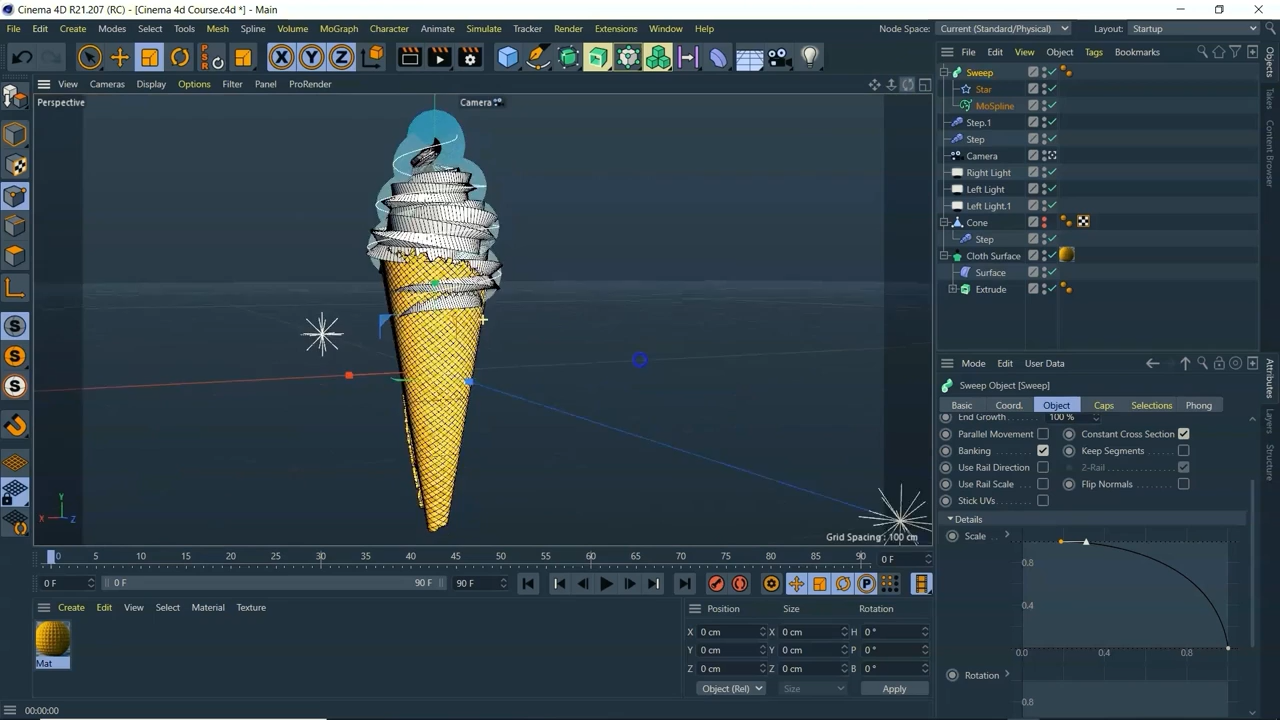 Cinema 4D R21.207 (RC) - [Cinema 4d Course.c4d *] - Main
File Edit Create Modes Select Tools Mesh Spline Volume MoGraph Character Animate Simulate Render Extensions Window Help
Node Space: Current (Standard/Physical) Layout: Startup
X Y Z
View Cameras Display Options Filter Panel ProRender
File Edit View Object Tags Bookmarks
Perspective
Camera
Sweep
Star
MoSpline
Step.1
Step
Camera
Right Light
Left Light
Left Light.1
Cone
Step
Cloth Surface
Surface
Extrude
Objects
Takes
Content Browser
Mode Edit User Data
Sweep Object [Sweep]
Basic Coord. Object Caps Selections Phong
End Growth 100 %
Parallel Movement Constant Cross Section
Banking Keep Segments
Use Rail Direction 2-Rail
Use Rail Scale Flip Normals
Stick UVs
Details
Scale
0.8
0.4
0.0 0.4 0.8
Rotation
0.8
Attributes
Layers
Structure
Y
X Z
Grid Spacing : 100 cm
0 5 10 15 20 25 30 35 40 45 50 55 60 65 70 75 80 85 90 0 F
0 F 0 F 90 F 90 F
P
Create Edit View Select Material Texture
Mat
Position Size Rotation
X 0 cm X 0 cm H 0 °
Y 0 cm Y 0 cm P 0 °
Z 0 cm Z 0 cm B 0 °
Object (Rel) Size Apply
00:00:00